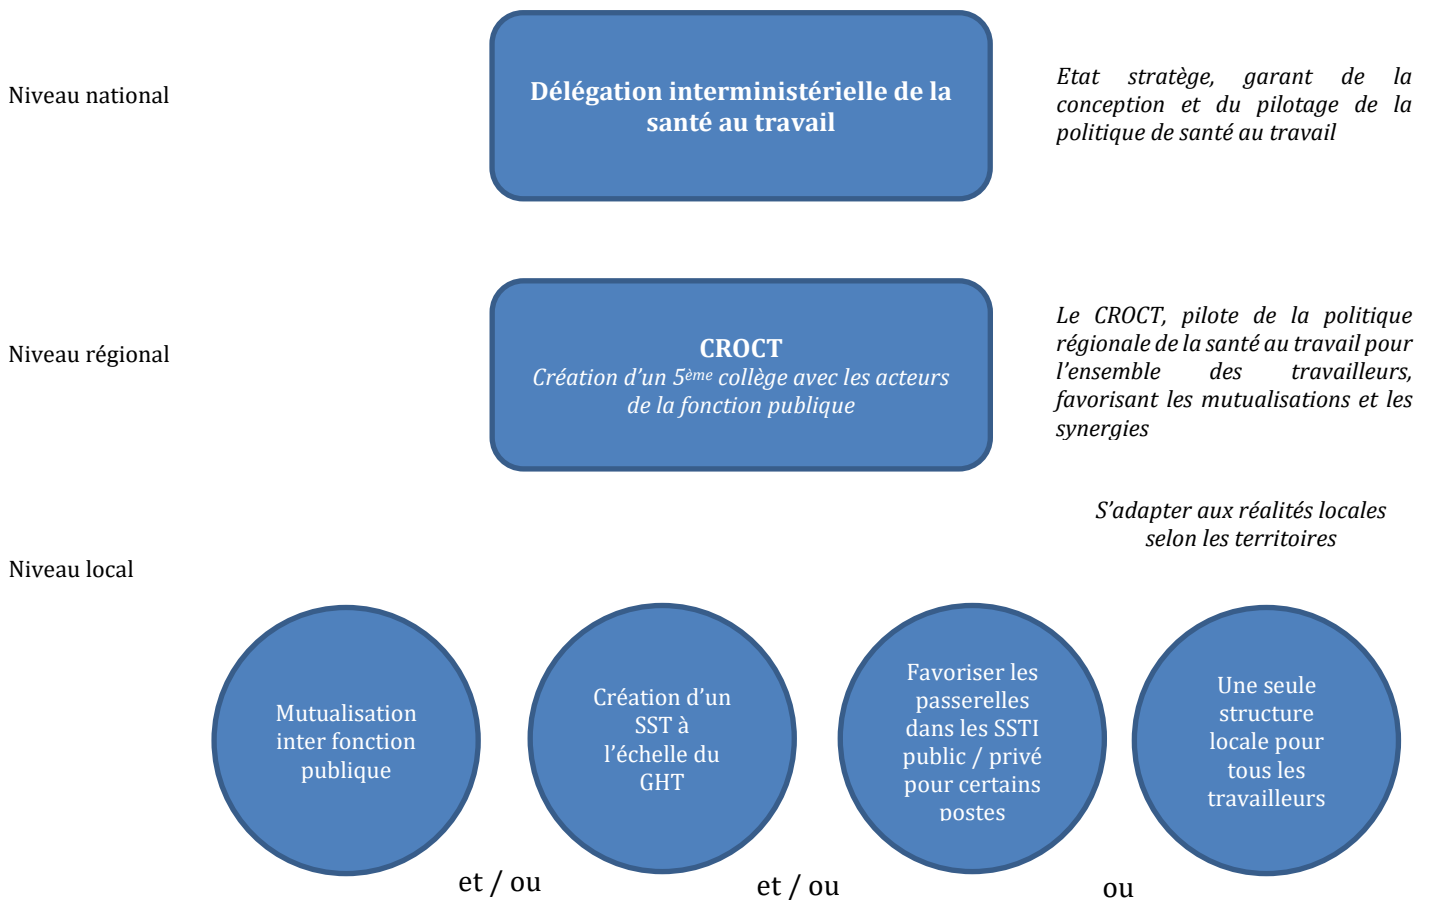 Niveau national
Délégation interministérielle de la
santé au travail
Etat stratège, garant de la
conception et du pilotage de la
politique de santé au travail
Niveau régional
CROCT
Création d’un 5ème collège avec les acteurs
de la fonction publique
Le CROCT, pilote de la politique
régionale de la santé au travail pour
l’ensemble des travailleurs,
favorisant les mutualisations et les
synergies
S’adapter aux réalités locales
selon les territoires
Niveau local
Mutualisation
inter fonction
publique
Création d’un
SST à
l’échelle du
GHT
Favoriser les
passerelles
dans les SSTI
public / privé
pour certains
postes
Une seule
structure
locale pour
tous les
travailleurs
et / ou
et / ou
ou